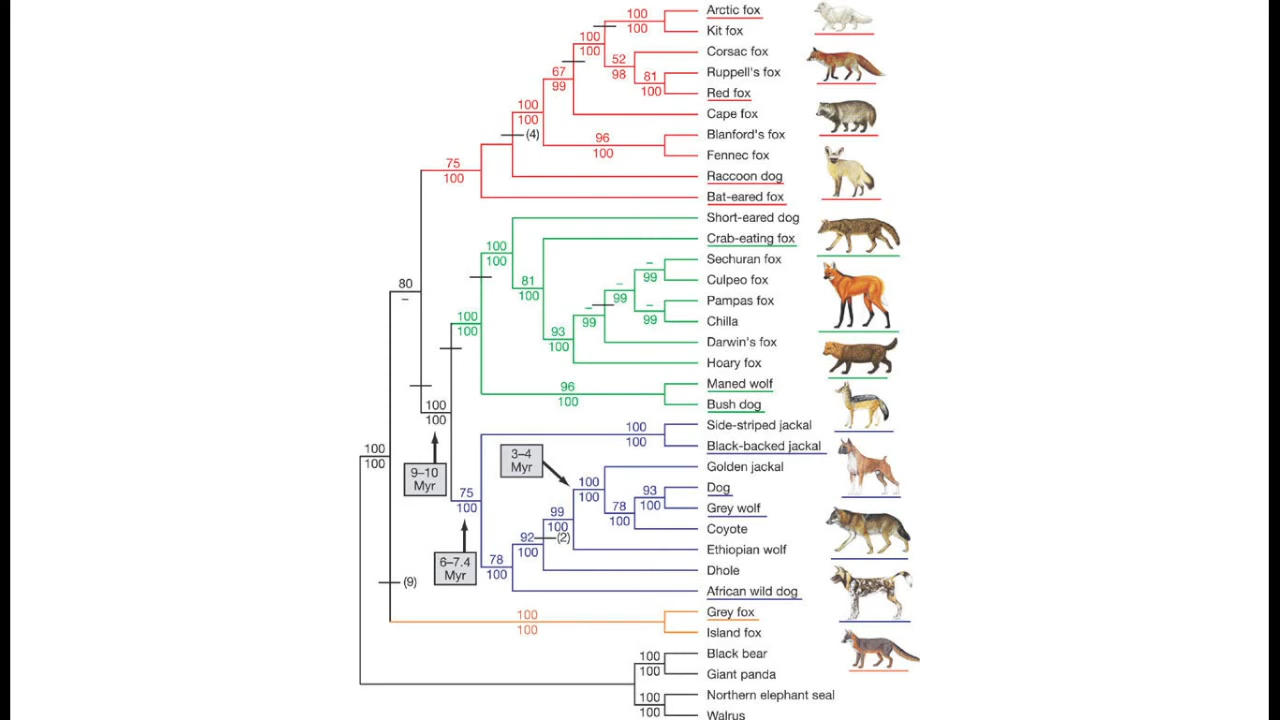 100
100
Arctic fox
Kit fox
100
100
52
98
Corsac fox
81
100
Ruppell's fox
Red fox
67
99
Cape fox
100
100
(4)
96
100
Blanford's fox
Fennec fox
75
100
Raccoon dog
Bat-eared fox
Short-eared dog
100
100
Crab-eating fox
81
100
–
99
–
99
Sechuran fox
Culpeo fox
–
99
Pampas fox
Chilla
–
99
93
100
Darwin's fox
Hoary fox
80
–
100
100
96
100
Maned wolf
Bush dog
100
100
9–10
Myr
100
100
Side-striped jackal
Black-backed jackal
3–4
Myr
100
100
Golden jackal
93
100
Dog
Grey wolf
78
100
Coyote
75
100
99
100
Ethiopian wolf
92
100
(2)
Dhole
78
100
African wild dog
6–7.4
Myr
100
100
(9)
100
100
Grey fox
Island fox
100
100
Black bear
Giant panda
100
100
Northern elephant seal
Walrus